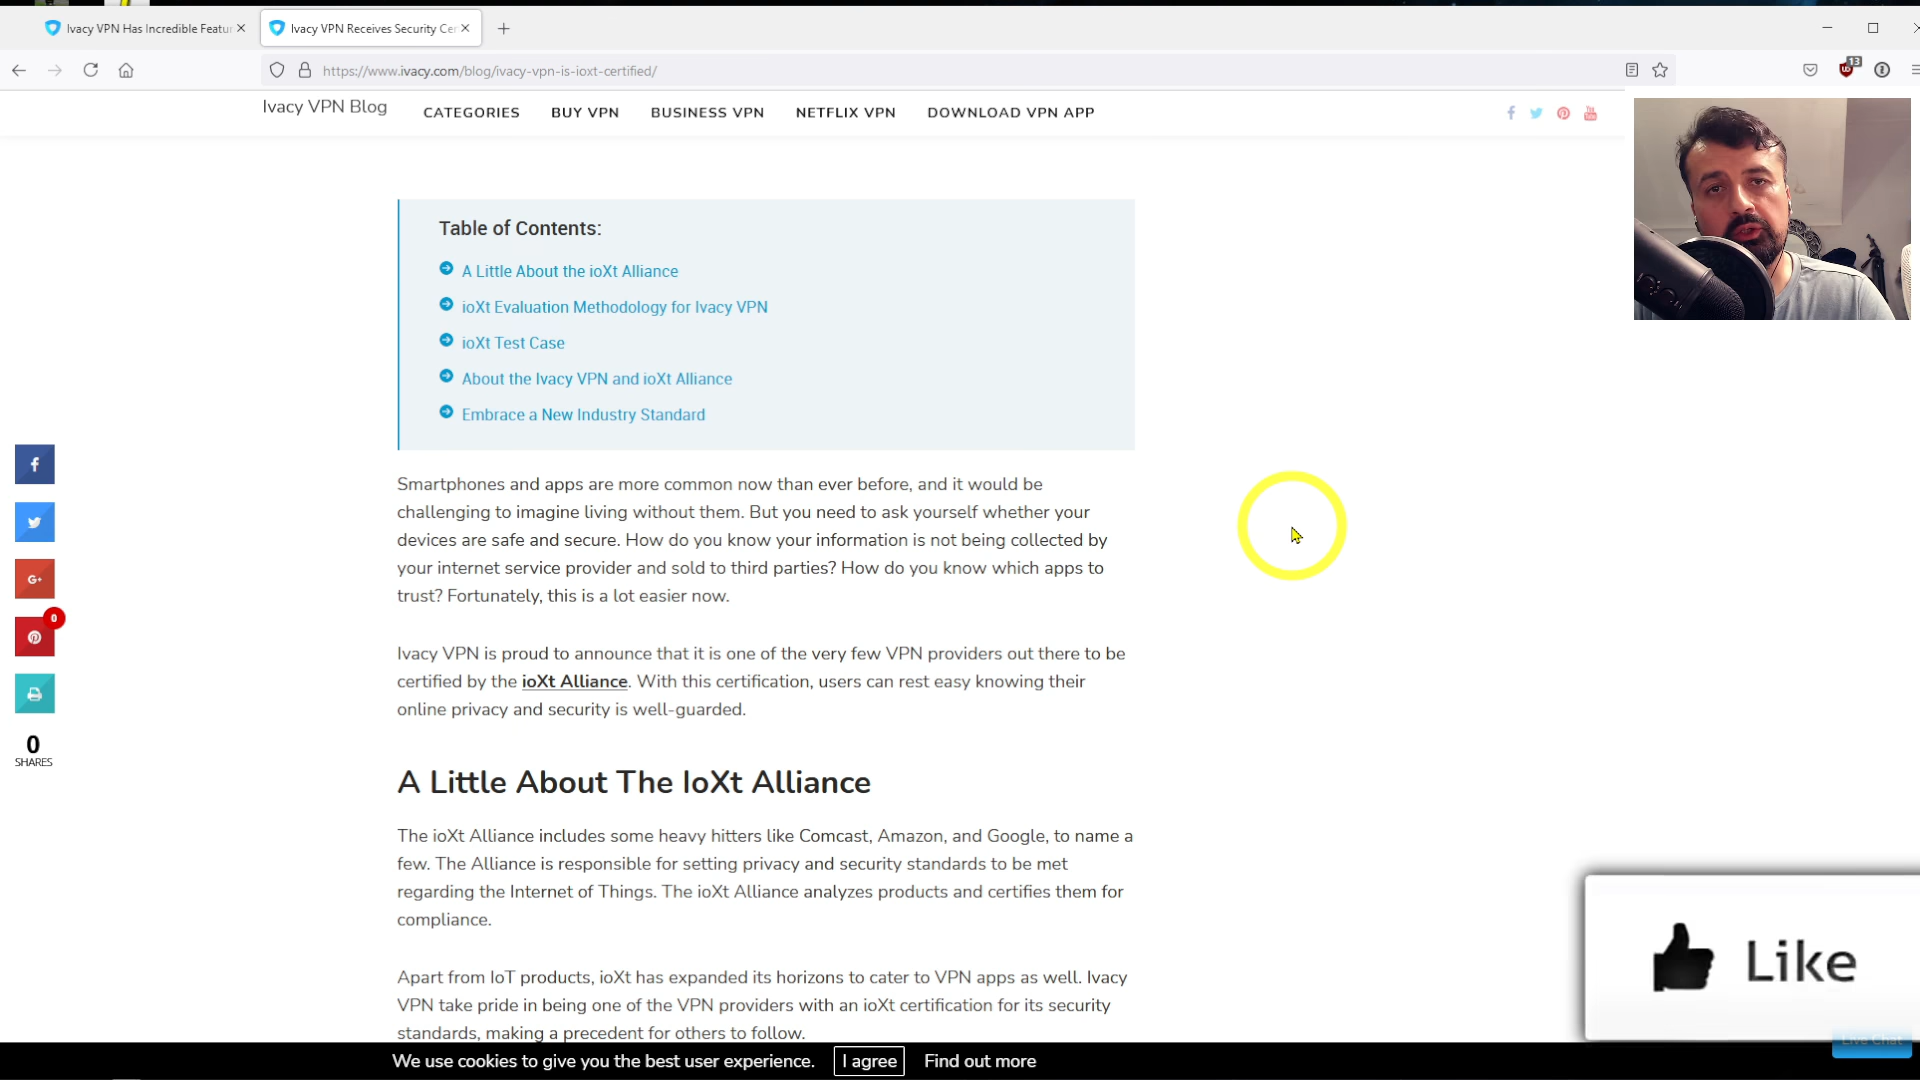 Ivacy VPN Has Incredible Featur
Ivacy VPN Receives Security Cer
https://www.ivacy.com/blog/ivacy-vpn-is-ioxt-certified/
13
Ivacy VPN Blog
CATEGORIES
BUY VPN
BUSINESS VPN
NETFLIX VPN
DOWNLOAD VPN APP
Table of Contents:
A Little About the ioXt Alliance
ioXt Evaluation Methodology for Ivacy VPN
ioXt Test Case
About the Ivacy VPN and ioXt Alliance
Embrace a New Industry Standard
Smartphones and apps are more common now than ever before, and it would be
challenging to imagine living without them. But you need to ask yourself whether your
devices are safe and secure. How do you know your information is not being collected by
your internet service provider and sold to third parties? How do you know which apps to
trust? Fortunately, this is a lot easier now.
Ivacy VPN is proud to announce that it is one of the very few VPN providers out there to be
certified by the ioXt Alliance. With this certification, users can rest easy knowing their
online privacy and security is well-guarded.
0
0
SHARES
A Little About The IoXt Alliance
The ioXt Alliance includes some heavy hitters like Comcast, Amazon, and Google, to name a
few. The Alliance is responsible for setting privacy and security standards to be met
regarding the Internet of Things. The ioXt Alliance analyzes products and certifies them for
compliance.
Apart from IoT products, ioXt has expanded its horizons to cater to VPN apps as well. Ivacy
VPN take pride in being one of the VPN providers with an ioXt certification for its security
standards, making a precedent for others to follow.
Like
Live Chat
We use cookies to give you the best user experience.
I agree
Find out more